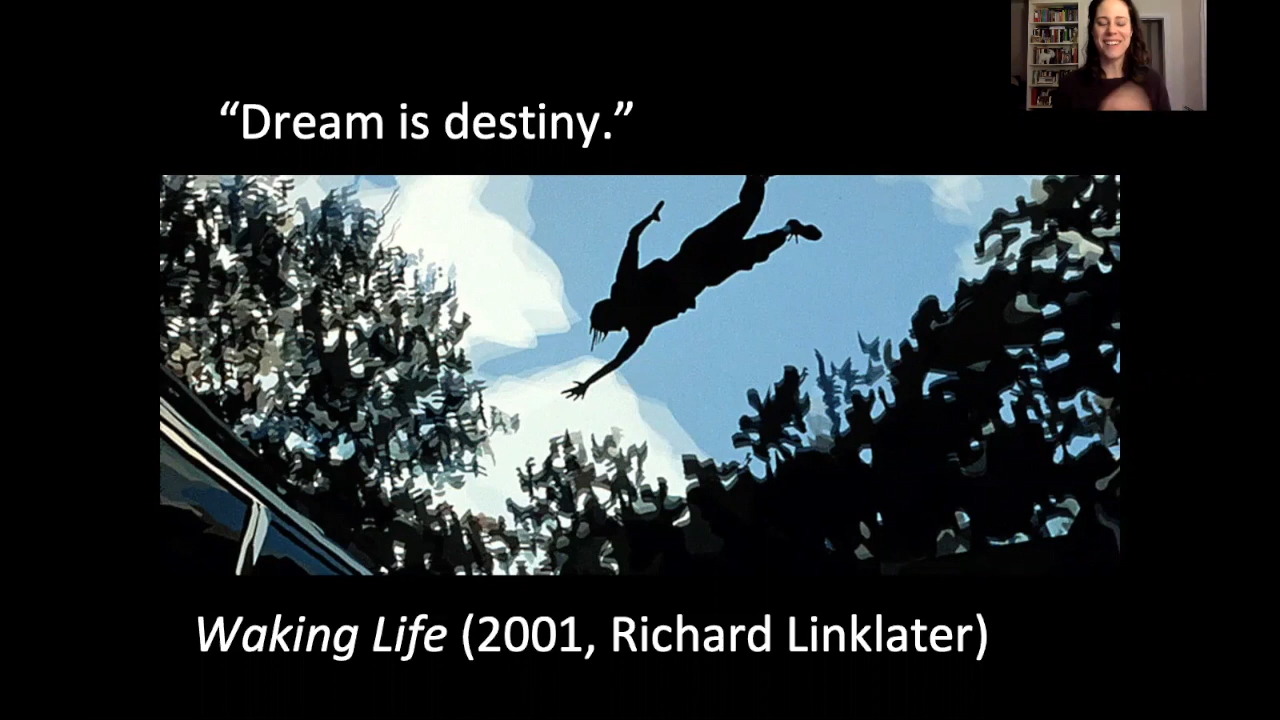 “Dream is destiny.”
Waking Life (2001, Richard Linklater)